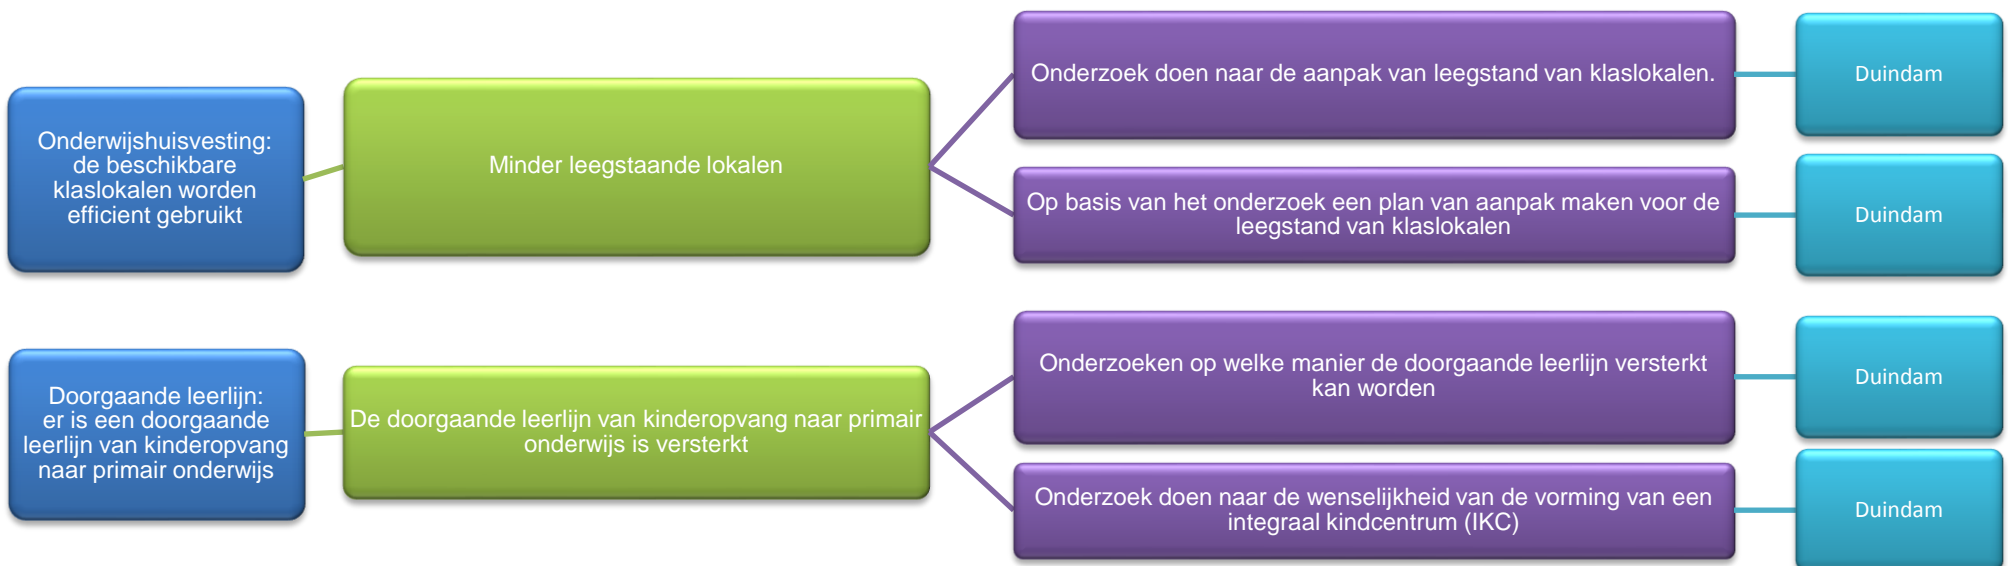 Onderwijshuisvesting:
de beschikbare
klaslokalen worden
efficient gebruikt
Minder leegstaande lokalen
Onderzoek doen naar de aanpak van leegstand van klaslokalen.
Duindam
Op basis van het onderzoek een plan van aanpak maken voor de
leegstand van klaslokalen
Duindam
Doorgaande leerlijn:
er is een doorgaande
leerlijn van kinderopvang
naar primair onderwijs
De doorgaande leerlijn van kinderopvang naar primair
onderwijs is versterkt
Onderzoeken op welke manier de doorgaande leerlijn versterkt
kan worden
Duindam
Onderzoek doen naar de wenselijkheid van de vorming van een
integraal kindcentrum (IKC)
Duindam